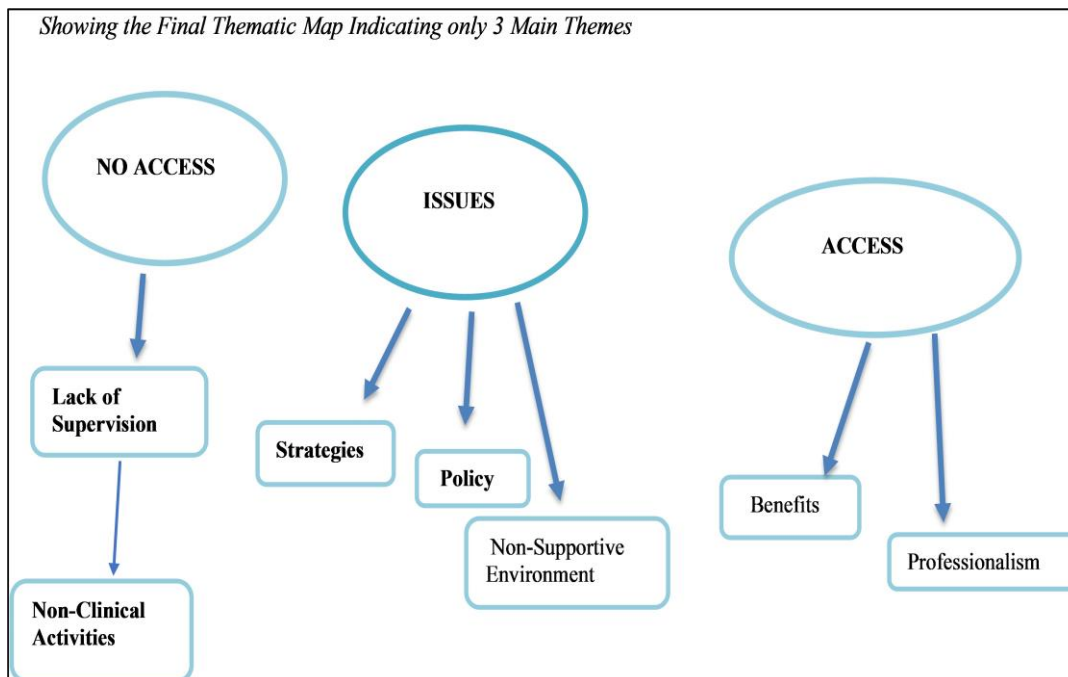 Showing the Final Thematic Map Indicating only 3 Main Themes
NO ACCESS
Lack of
Supervision
Non-Clinical
Activities
ISSUES
Strategies
Policy
Non-Supportive
Environment
ACCESS
Benefits
Professionalism